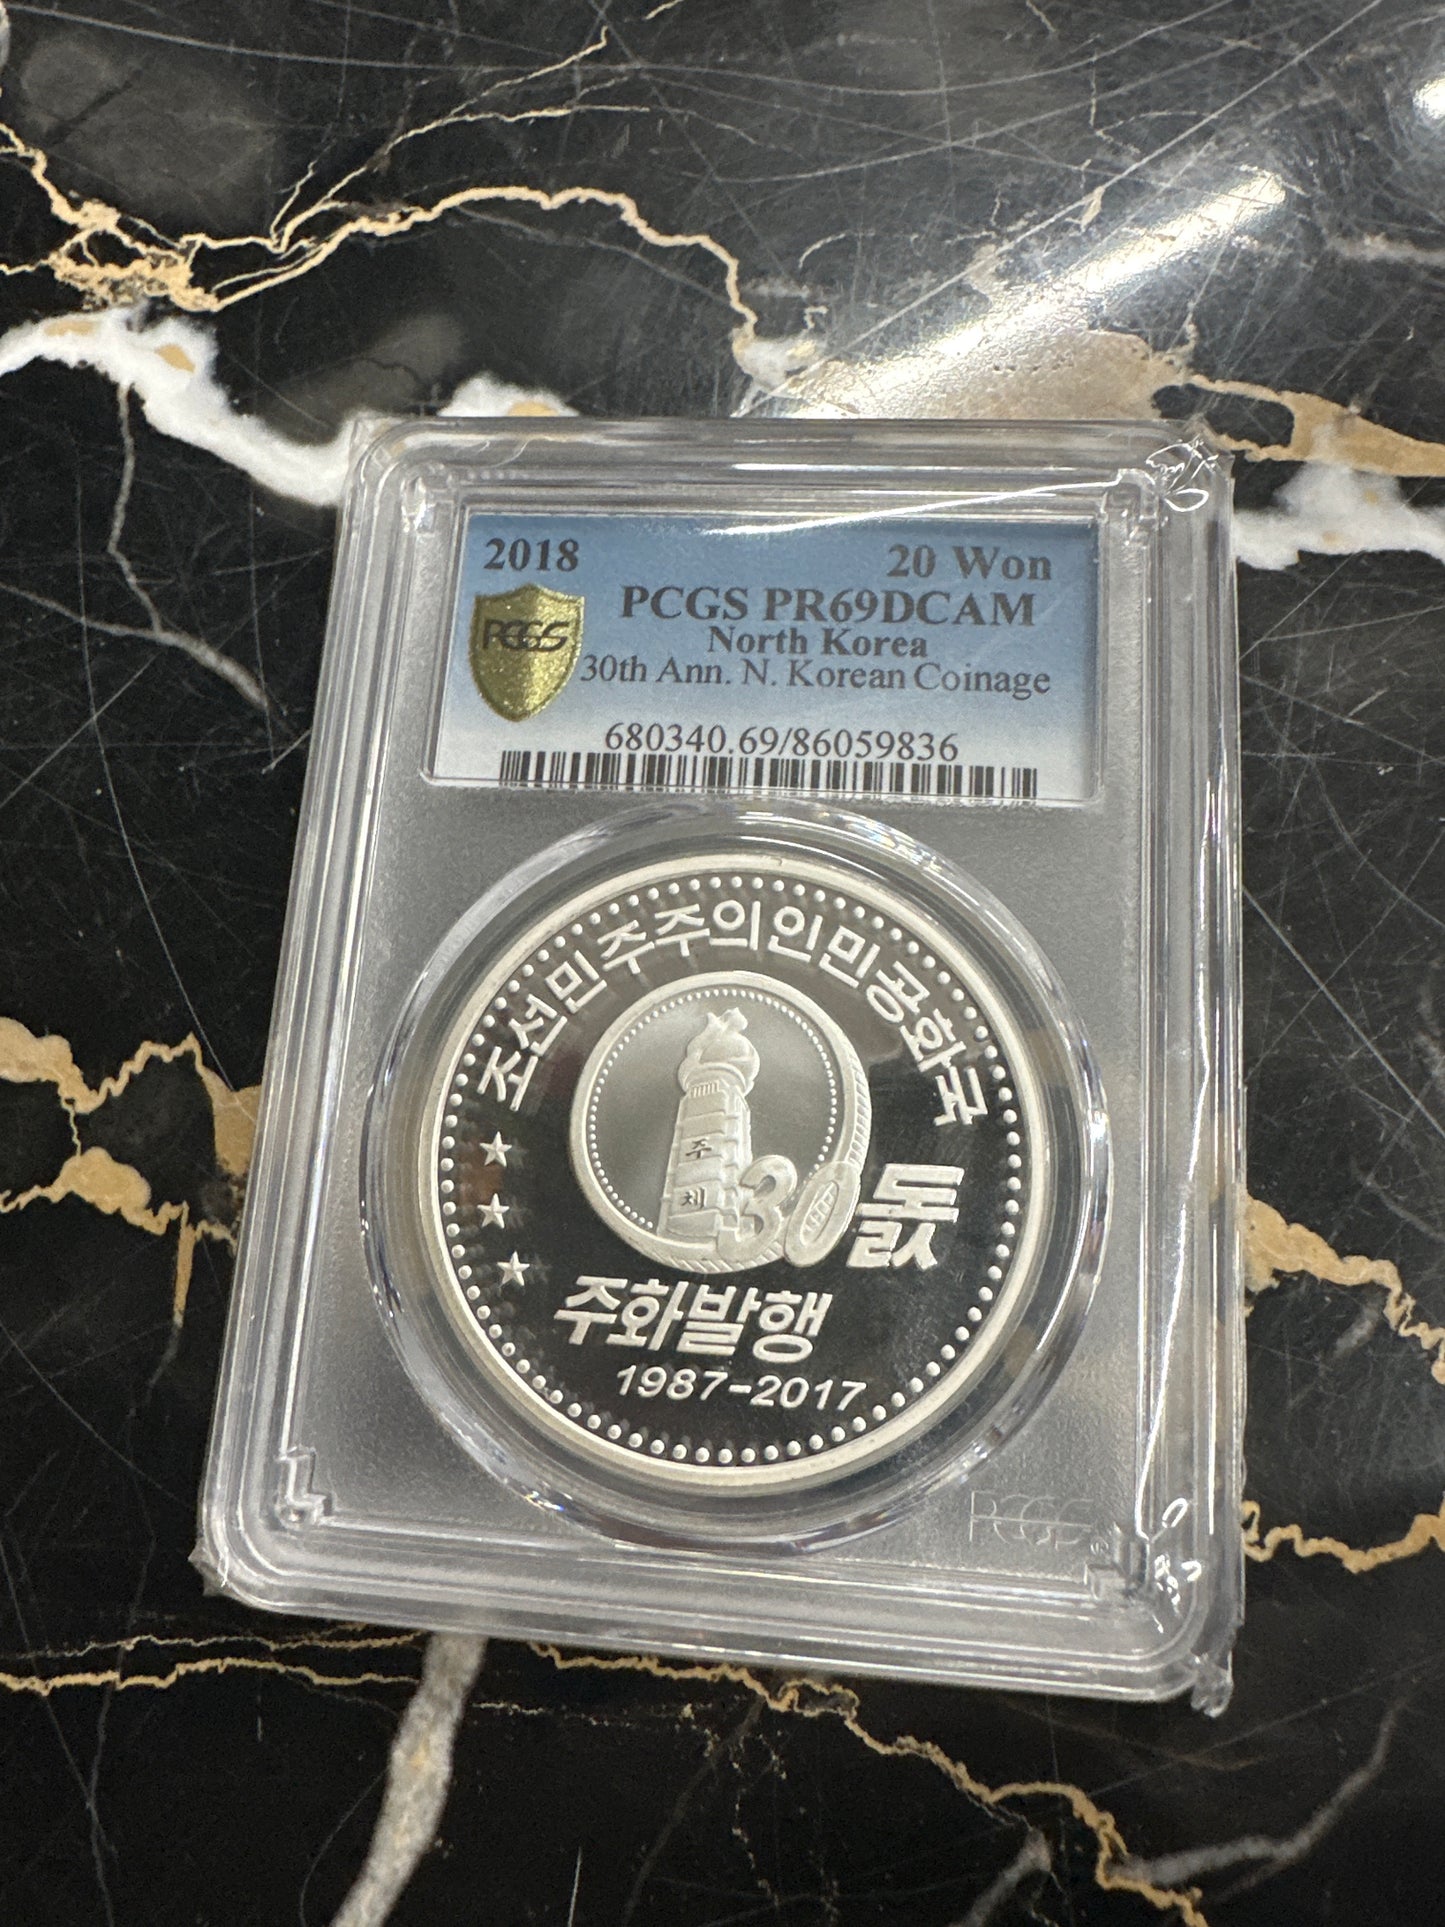 2018
20 Won
PCGS
PCGS PR69DCAM
North Korea
30th Ann. N. Korean Coinage
680340.69/86059836
조선민주주의인민공화국
주
체
30돐
주화발행
1987-2017
PCGS